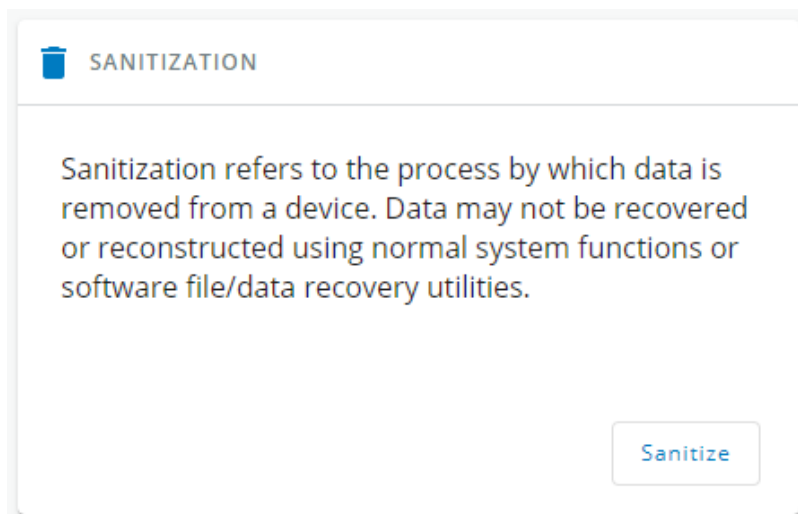 SANITIZATION
Sanitization refers to the process by which data is
removed from a device. Data may not be recovered
or reconstructed using normal system functions or
software file/data recovery utilities.
Sanitize